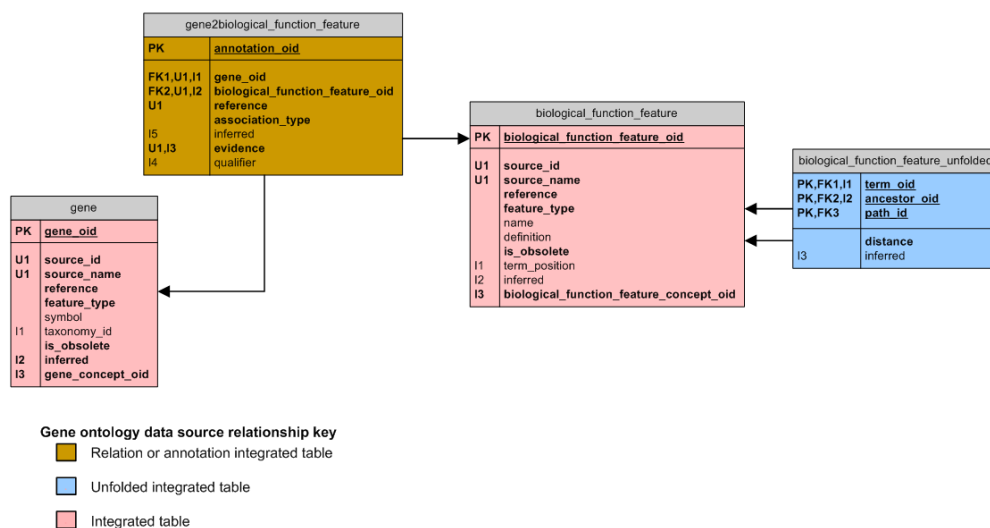 gene2biological_function_feature
PK annotation_oid
FK1,U1,I1 gene_oid
FK2,U1,I2 biological_function_feature_oid
U1 reference
association_type
I5 inferred
U1,I3 evidence
I4 qualifier
biological_function_feature
PK biological_function_feature_oid
U1 source_id
U1 source_name
reference
feature_type
name
definition
is_obsolete
I1 term_position
I2 inferred
I3 biological_function_feature_concept_oid
biological_function_feature_unfolded
PK,FK1,I1 term_oid
PK,FK2,I2 ancestor_oid
PK,FK3 path_id
distance
I3 inferred
gene
PK gene_oid
U1 source_id
U1 source_name
reference
feature_type
symbol
I1 taxonomy_id
is_obsolete
I2 inferred
I3 gene_concept_oid
Gene ontology data source relationship key
Relation or annotation integrated table
Unfolded integrated table
Integrated table